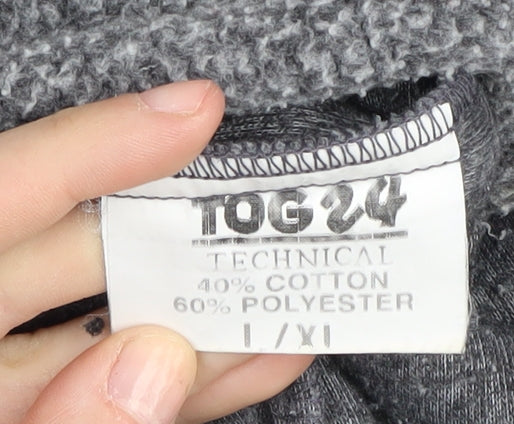 TOG 24
TECHNICAL
40% COTTON
60% POLYESTER
L/XL